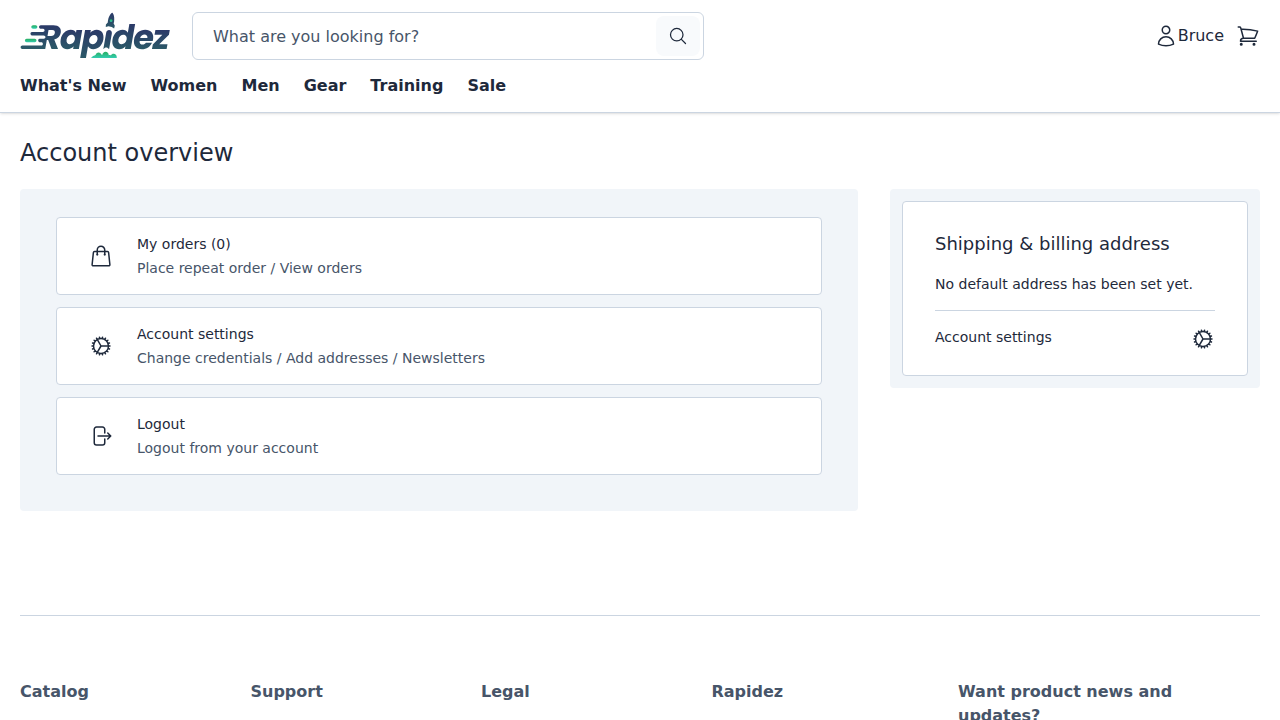 Rapidez
What are you looking for?
Bruce
What's New Women Men Gear Training Sale
Account overview
My orders (0)
Place repeat order / View orders
Account settings
Change credentials / Add addresses / Newsletters
Logout
Logout from your account
Shipping & billing address
No default address has been set yet.
Account settings
Catalog Support Legal Rapidez Want product news and
updates?